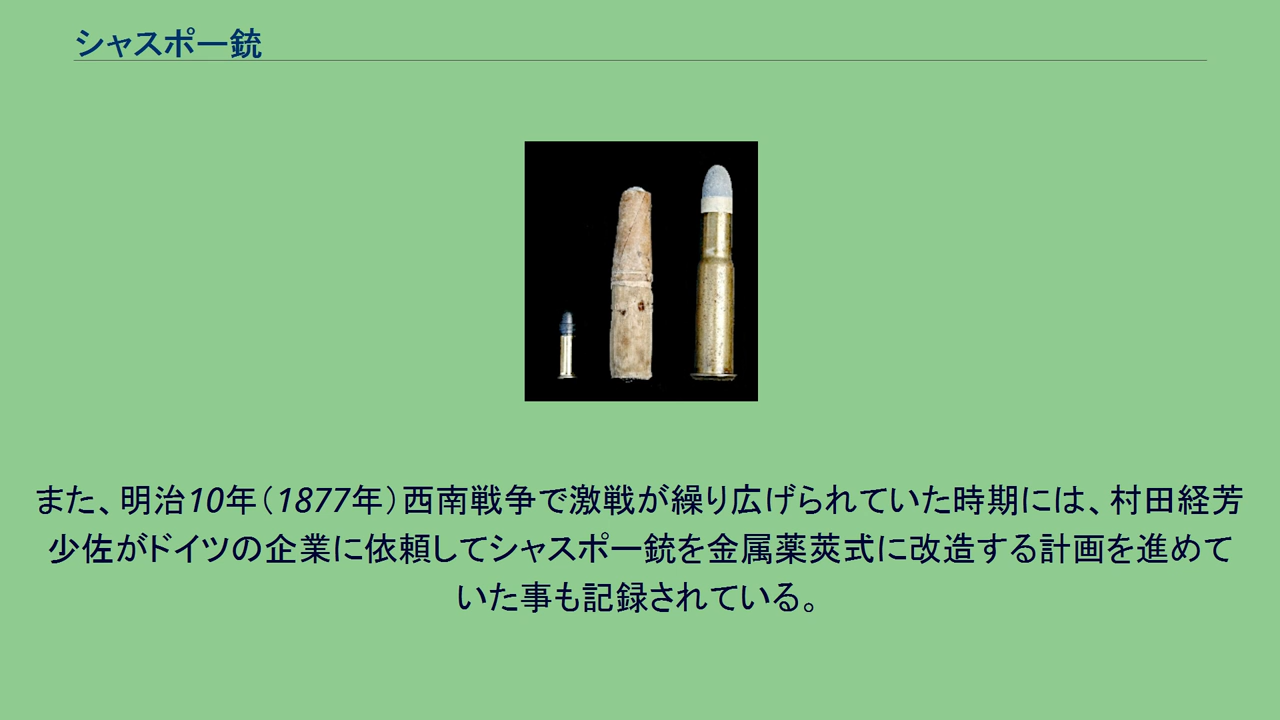 シャスポー銃
また、明治10年（1877年）西南戦争で激戦が繰り広げられていた時期には、村田経芳
少佐がドイツの企業に依頼してシャスポー銃を金属薬莢式に改造する計画を進めて
いた事も記録されている。